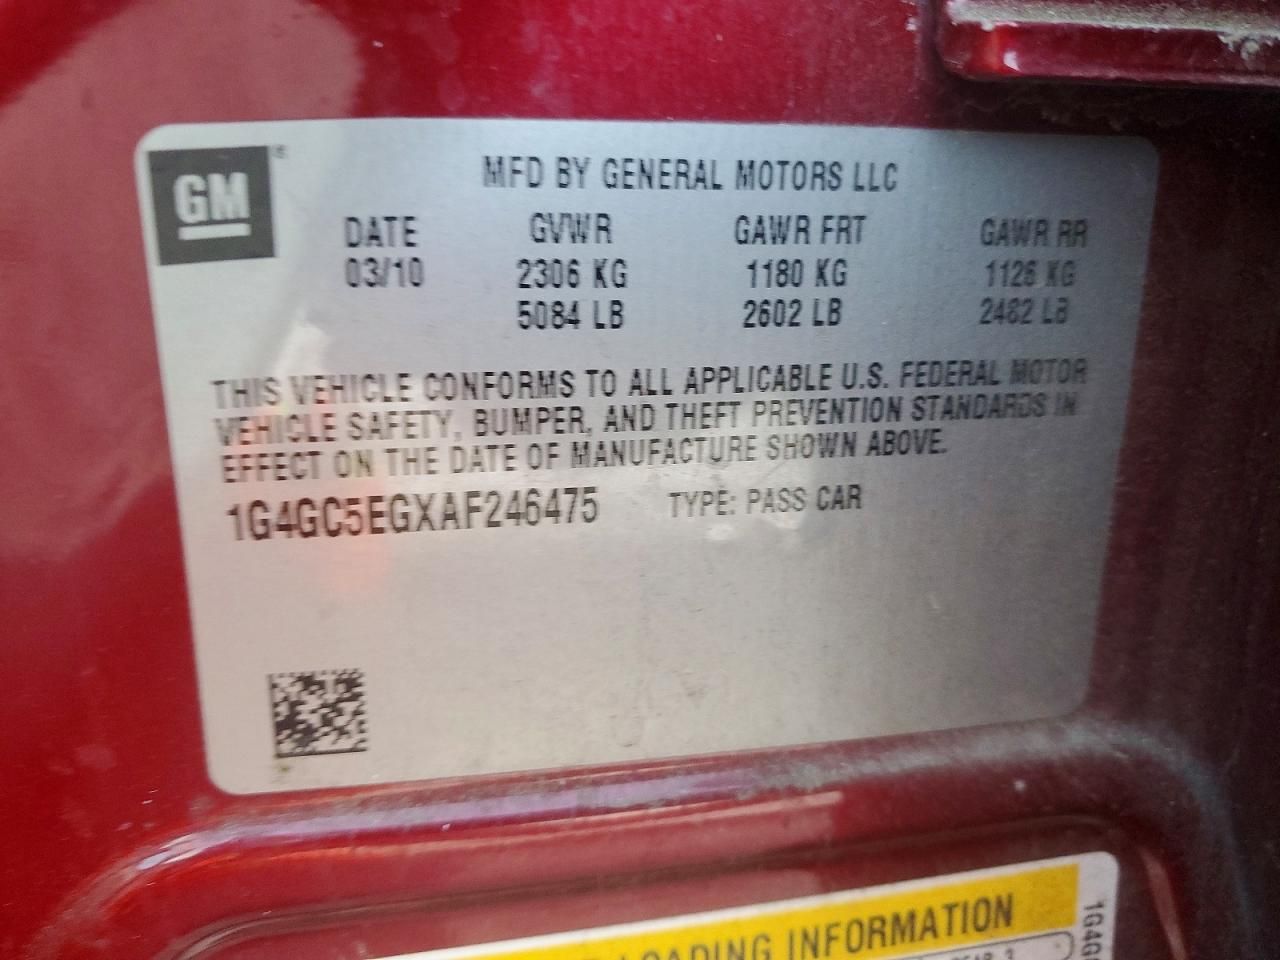 GM
MFD BY GENERAL MOTORS LLC
DATE GVWR GAWR FRT GAWR RR
03/10 2306 KG 1180 KG 1126 KG
5084 LB 2602 LB 2482 LB
THIS VEHICLE CONFORMS TO ALL APPLICABLE U.S. FEDERAL MOTOR
VEHICLE SAFETY, BUMPER, AND THEFT PREVENTION STANDARDS IN
EFFECT ON THE DATE OF MANUFACTURE SHOWN ABOVE.
1G4GC5EGXAF246475 TYPE: PASS CAR
LOADING INFORMATION
1G4G